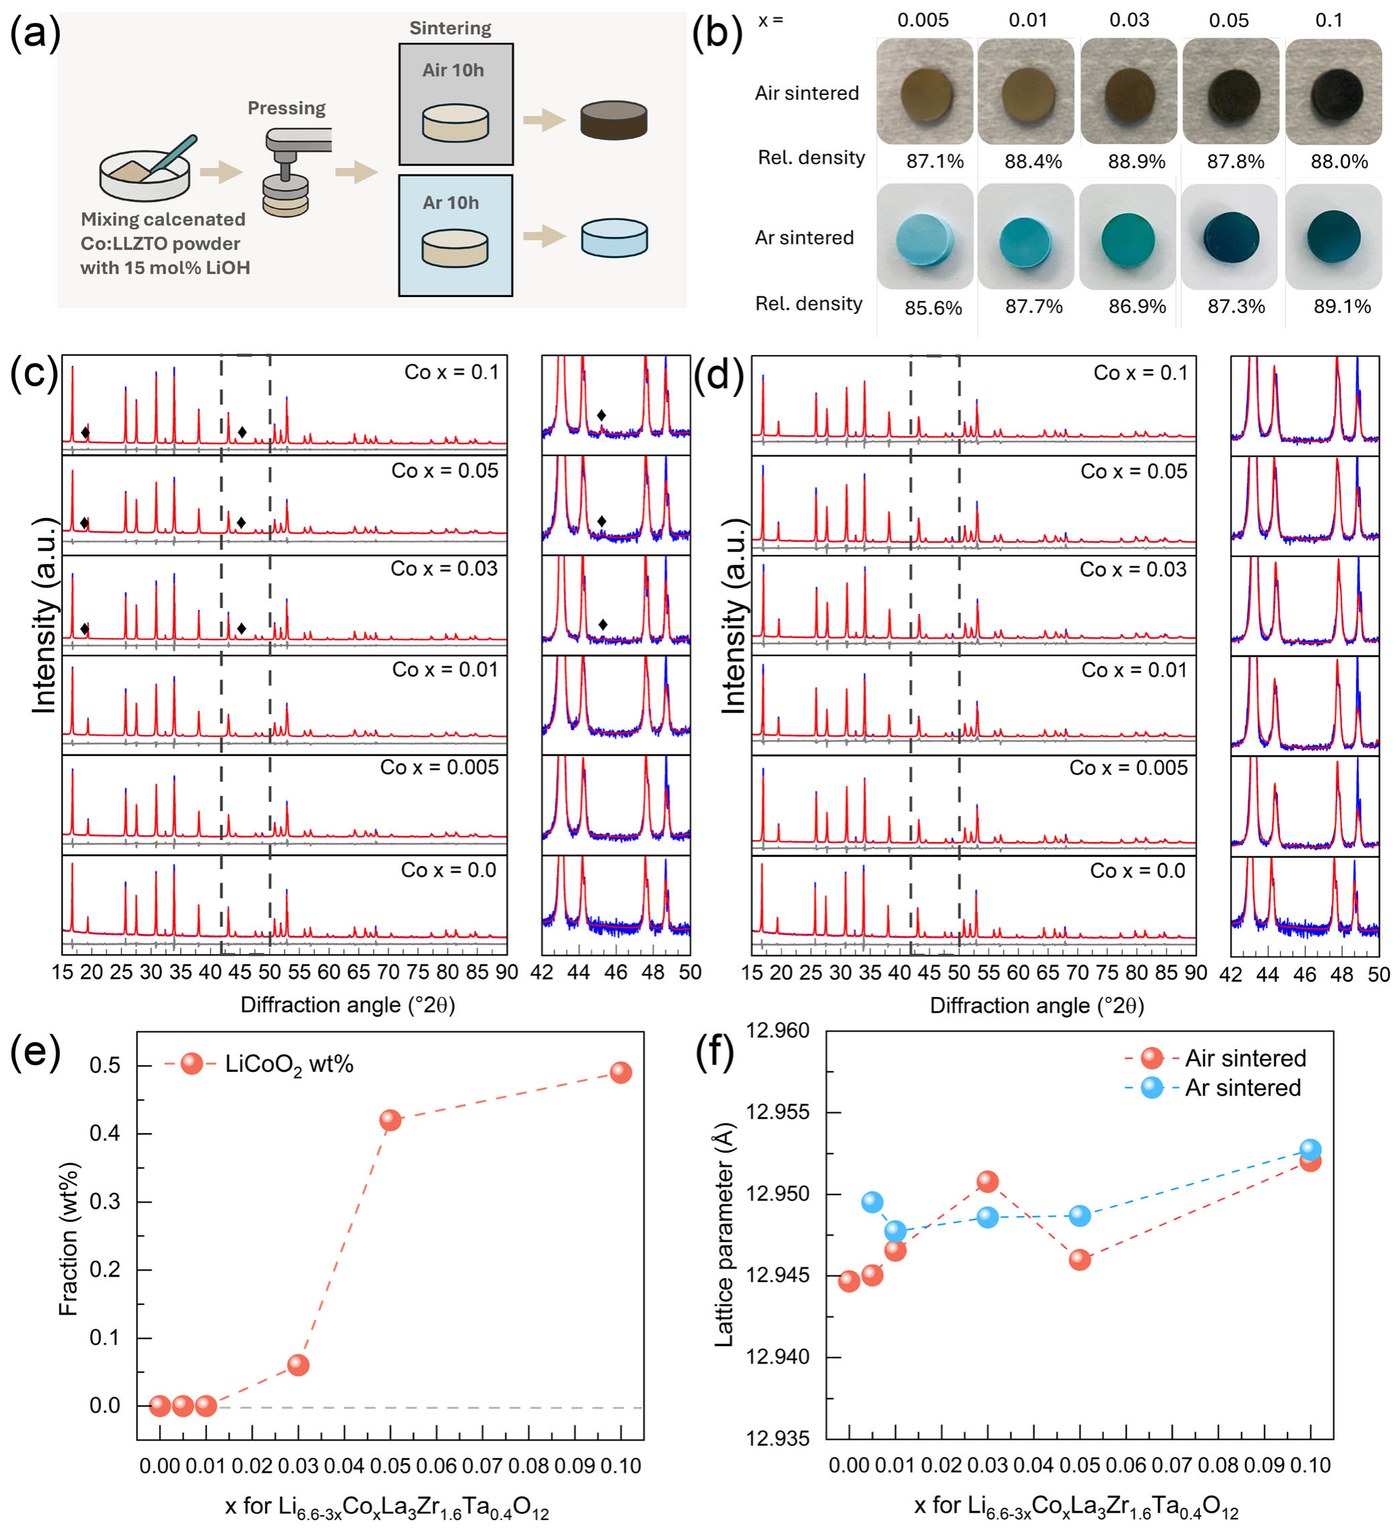 (a)
Sintering
Air 10h
Pressing
Ar 10h
Mixing calcenated
Co:LLZTO powder
with 15 mol% LiOH
(b)
x = 0.005 0.01 0.03 0.05 0.1
Air sintered
Rel. density 87.1% 88.4% 88.9% 87.8% 88.0%
Ar sintered
Rel. density 85.6% 87.7% 86.9% 87.3% 89.1%
(c)
Co x = 0.1
Co x = 0.05
Co x = 0.03
Co x = 0.01
Co x = 0.005
Co x = 0.0
Intensity (a.u.)
15 20 25 30 35 40 45 50 55 60 65 70 75 80 85 90
42 44 46 48 50
Diffraction angle (°2θ)
(d)
Co x = 0.1
Co x = 0.05
Co x = 0.03
Co x = 0.01
Co x = 0.005
Co x = 0.0
Intensity (a.u.)
15 20 25 30 35 40 45 50 55 60 65 70 75 80 85 90
42 44 46 48 50
Diffraction angle (°2θ)
(e)
LiCoO₂ wt%
Fraction (wt%)
0.5
0.4
0.3
0.2
0.1
0.0
0.00 0.01 0.02 0.03 0.04 0.05 0.06 0.07 0.08 0.09 0.10
x for Li₆.₆₋₃ₓCoₓLa₃Zr₁.₆Ta₀.₄O₁₂
(f)
Air sintered
Ar sintered
Lattice parameter (Å)
12.960
12.955
12.950
12.945
12.940
12.935
0.00 0.01 0.02 0.03 0.04 0.05 0.06 0.07 0.08 0.09 0.10
x for Li₆.₆₋₃ₓCoₓLa₃Zr₁.₆Ta₀.₄O₁₂